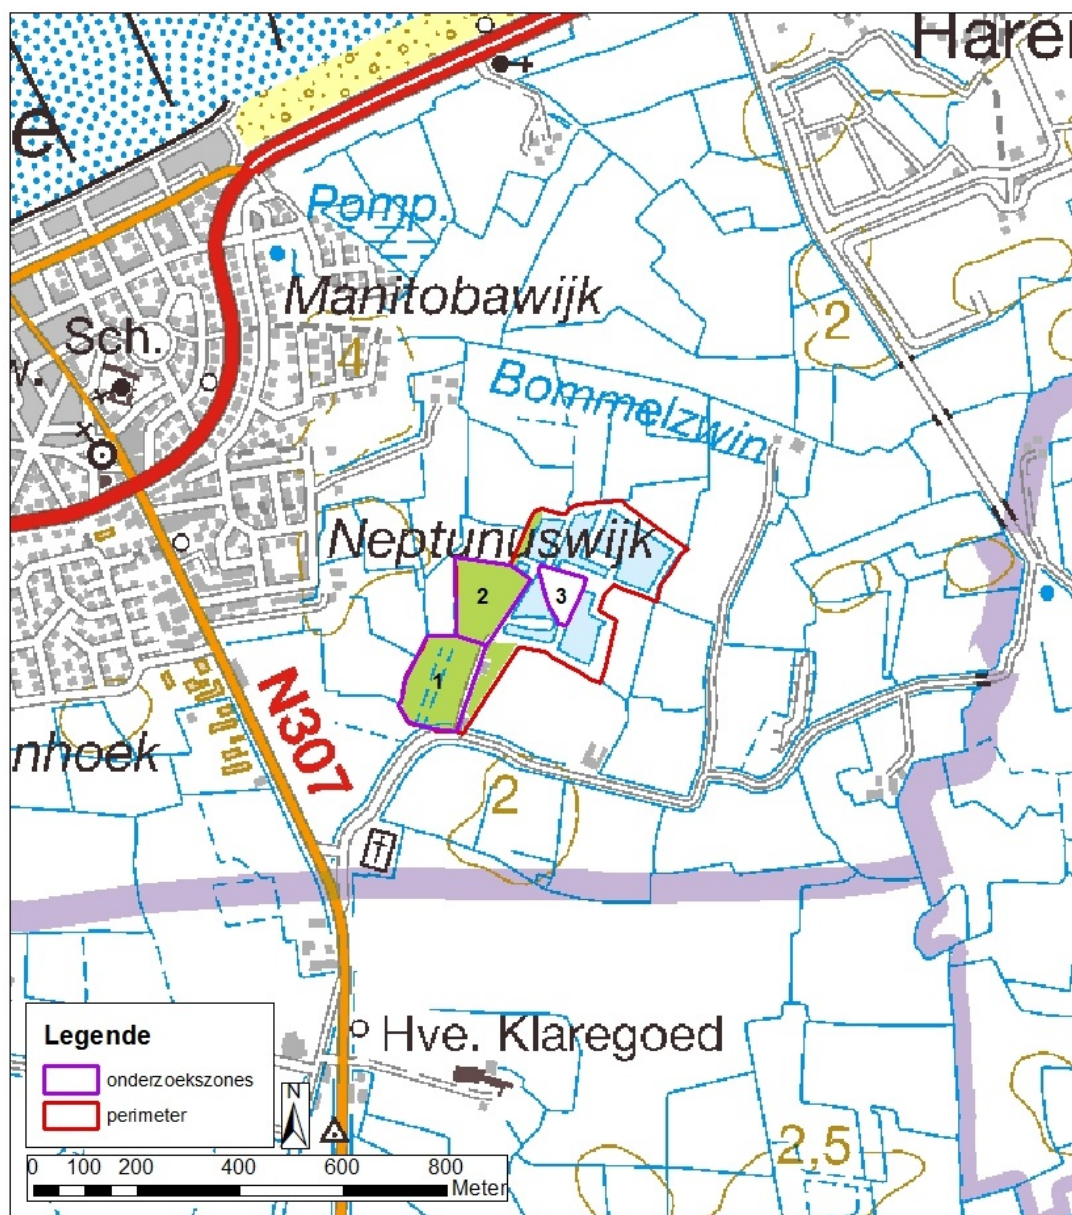 Haren
e
Pomp.
Manitobawijk
Sch.
w.
4
2
Bommelzwin
Neptunuswijk
2
3
1
N307
nhoek
2
Hve. Klaregoed
Legende
onderzoekszones
perimeter
N
0 100 200 400 600 800
Meter
2,5